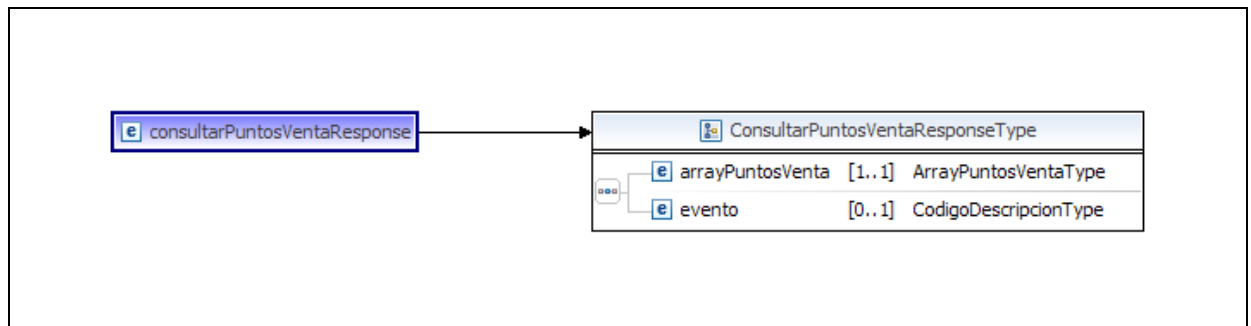 consultarPuntosVentaResponse
ConsultarPuntosVentaResponseType
arrayPuntosVenta [1..1] ArrayPuntosVentaType
evento [0..1] CodigoDescripcionType